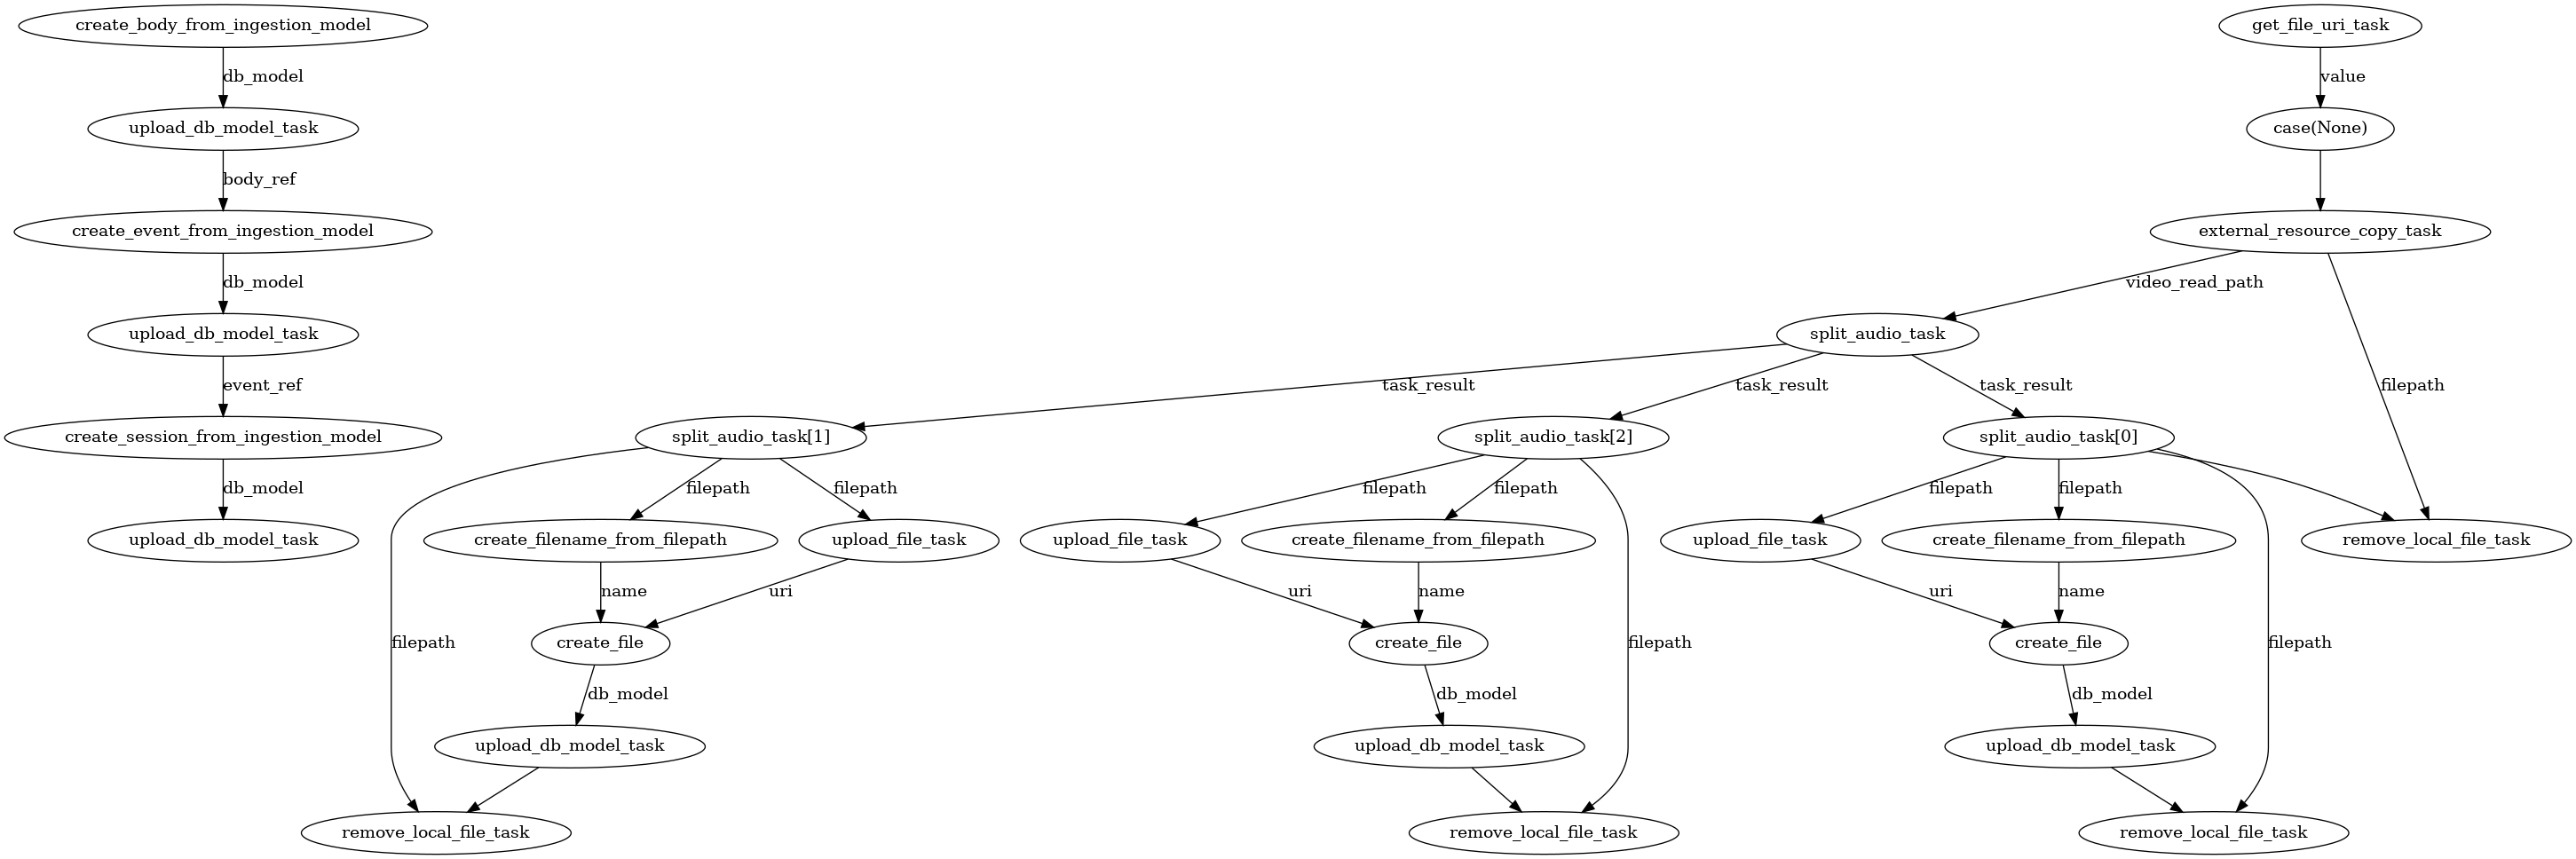 create_body_from_ingestion_model
get_file_uri_task
db_model
value
upload_db_model_task
case(None)
body_ref
create_event_from_ingestion_model
external_resource_copy_task
db_model
video_read_path
upload_db_model_task
split_audio_task
event_ref
task_result
task_result
task_result
filepath
create_session_from_ingestion_model
split_audio_task[1]
split_audio_task[2]
split_audio_task[0]
db_model
filepath
filepath
filepath
filepath
filepath
filepath
upload_db_model_task
create_filename_from_filepath
upload_file_task
upload_file_task
create_filename_from_filepath
upload_file_task
create_filename_from_filepath
remove_local_file_task
name
uri
uri
name
uri
name
filepath
create_file
create_file
filepath
create_file
filepath
db_model
db_model
db_model
upload_db_model_task
upload_db_model_task
upload_db_model_task
remove_local_file_task
remove_local_file_task
remove_local_file_task